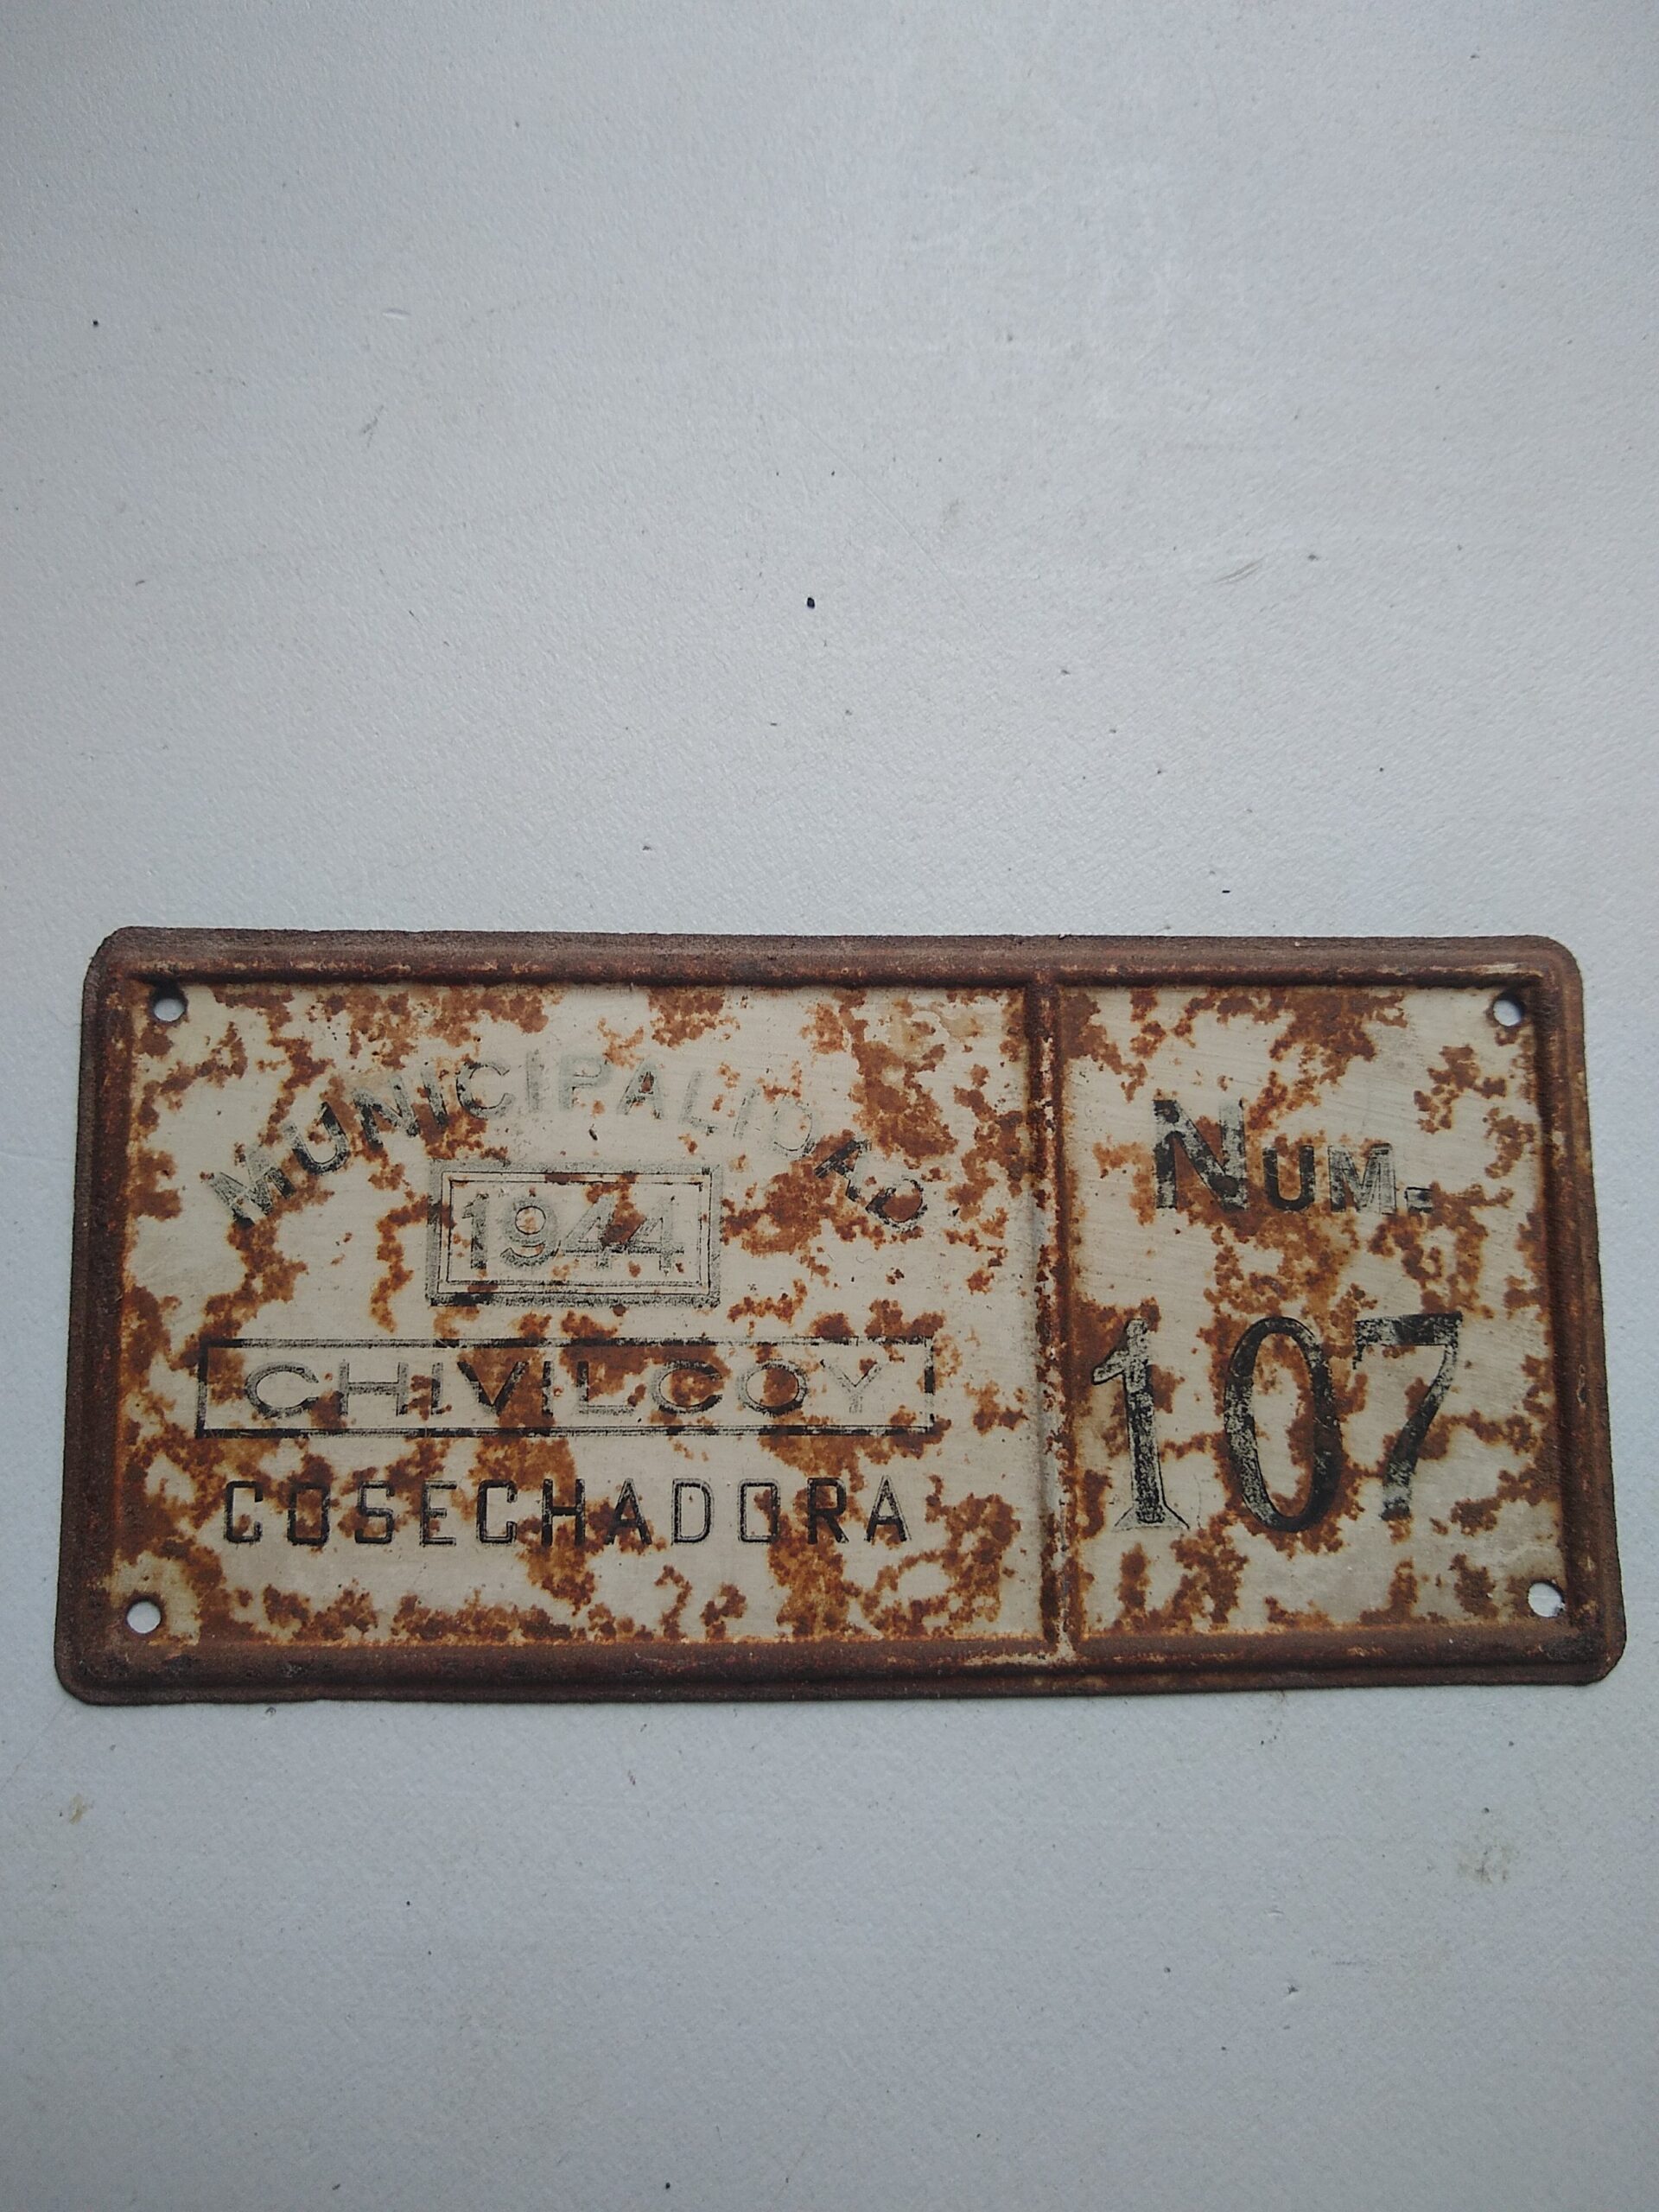 MUNICIPALIDAD
1944
CHIVILCOY
COSECHADORA
NUM.
107